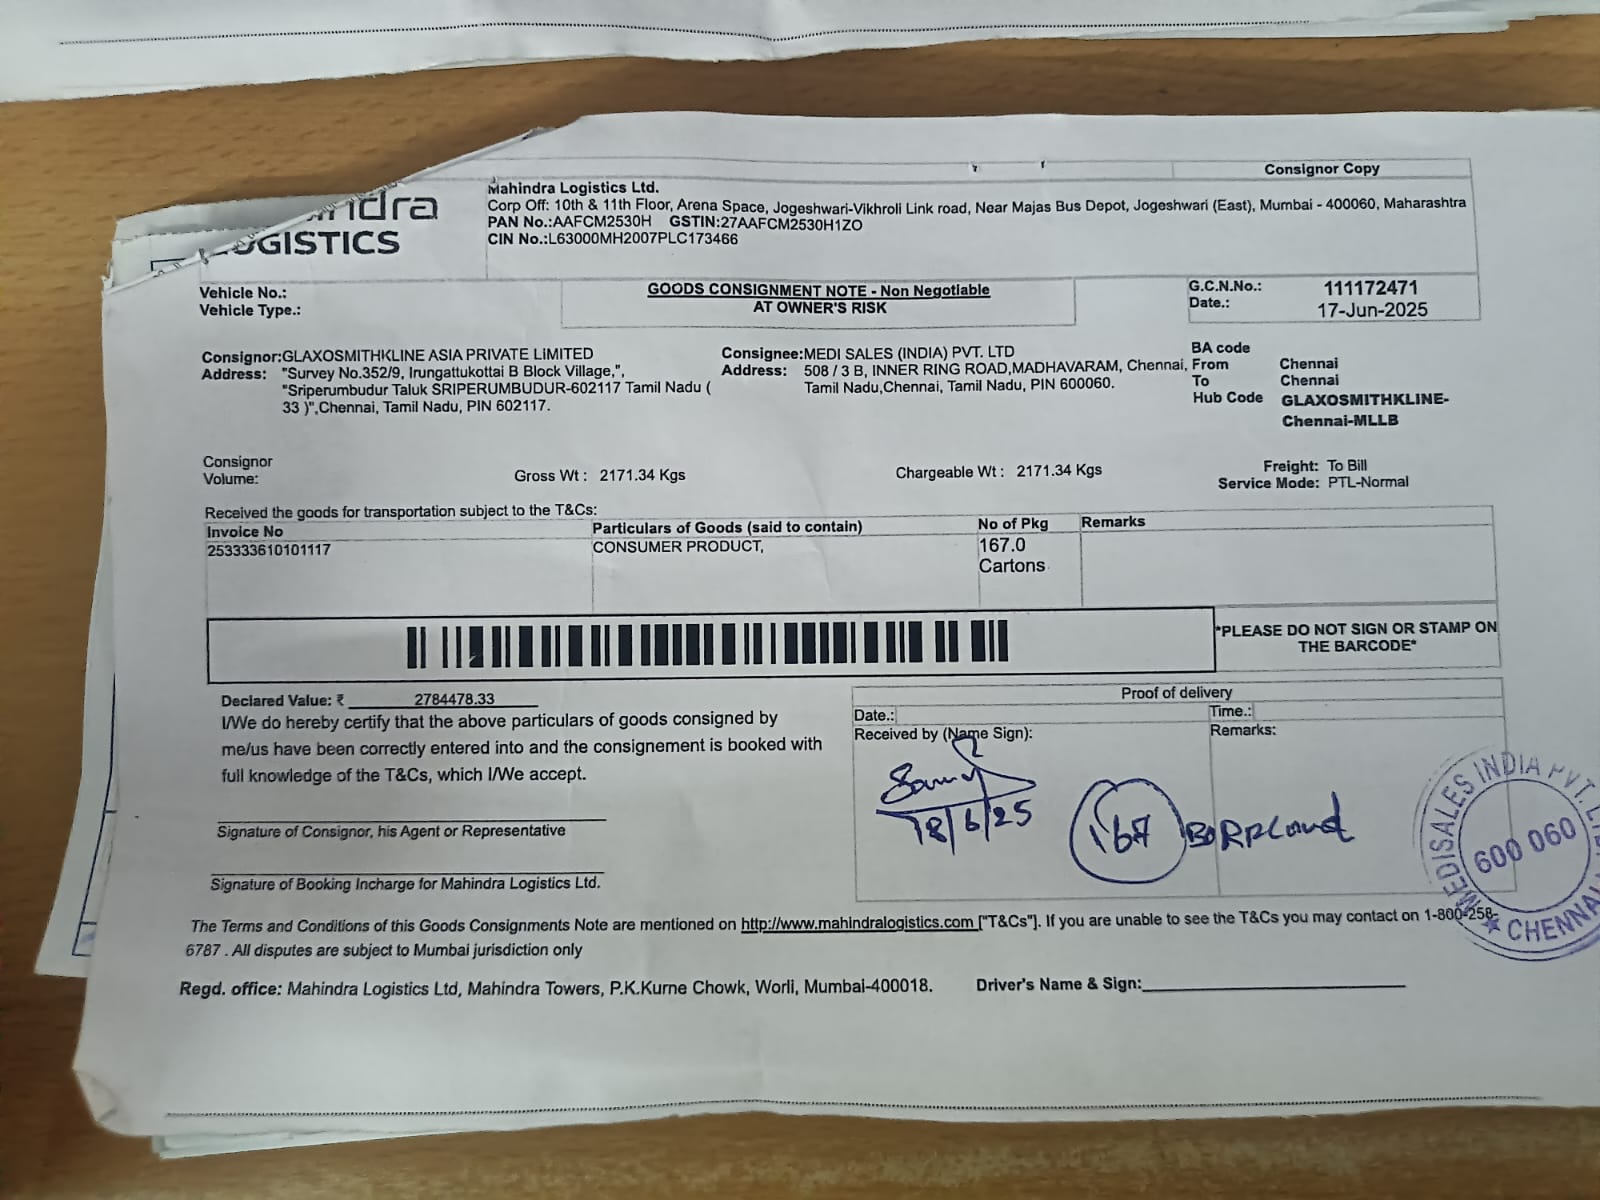 Consignor Copy
LOGISTICS
Mahindra Logistics Ltd.
Corp Off: 10th & 11th Floor, Arena Space, Jogeshwari-Vikhroli Link road, Near Majas Bus Depot, Jogeshwari (East), Mumbai - 400060, Maharashtra
PAN No.:AAFCM2530H GSTIN:27AAFCM2530H1ZO
CIN No.:L63000MH2007PLC173466
Vehicle No.:
Vehicle Type.:
GOODS CONSIGNMENT NOTE - Non Negotiable
AT OWNER'S RISK
G.C.N.No.: 111172471
Date.: 17-Jun-2025
Consignor:GLAXOSMITHKLINE ASIA PRIVATE LIMITED
Address: "Survey No.352/9, Irungattukottai B Block Village,",
"Sriperumbudur Taluk SRIPERUMBUDUR-602117 Tamil Nadu (
33 )",Chennai, Tamil Nadu, PIN 602117.
Consignee:MEDI SALES (INDIA) PVT. LTD
Address: 508 / 3 B, INNER RING ROAD,MADHAVARAM, Chennai,
Tamil Nadu,Chennai, Tamil Nadu, PIN 600060.
BA code
From Chennai
To Chennai
Hub Code GLAXOSMITHKLINE-
Chennai-MLLB
Consignor
Volume:
Gross Wt : 2171.34 Kgs
Chargeable Wt : 2171.34 Kgs
Freight: To Bill
Service Mode: PTL-Normal
Received the goods for transportation subject to the T&Cs:
Invoice No Particulars of Goods (said to contain) No of Pkg Remarks
253333610101117 CONSUMER PRODUCT, 167.0
Cartons
*PLEASE DO NOT SIGN OR STAMP ON
THE BARCODE*
Declared Value: ₹ 2784478.33
I/We do hereby certify that the above particulars of goods consigned by
me/us have been correctly entered into and the consignement is booked with
full knowledge of the T&Cs, which I/We accept.
Signature of Consignor, his Agent or Representative
Signature of Booking Incharge for Mahindra Logistics Ltd.
Proof of delivery
Date.: Time.:
Received by (Name Sign): Remarks:
18/6/25
167
MEDISALES INDIA PVT.
600 060
CHENNAI
The Terms and Conditions of this Goods Consignments Note are mentioned on http://www.mahindralogistics.com ["T&Cs"]. If you are unable to see the T&Cs you may contact on 1-800-258-
6787 . All disputes are subject to Mumbai jurisdiction only
Regd. office: Mahindra Logistics Ltd, Mahindra Towers, P.K.Kurne Chowk, Worli, Mumbai-400018.
Driver's Name & Sign: